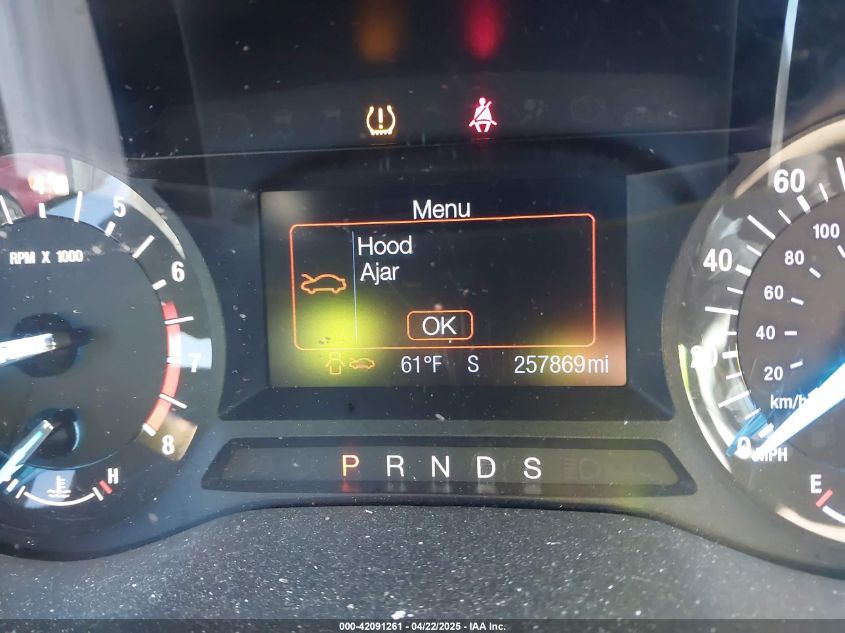 Menu
Hood
Ajar
OK
61°F S 257869mi
P R N D S
RPM X 1000
5
6
7
8
H
60
40
20
0
MPH
100
80
60
40
20
km/h
E
000-42091261 - 04/22/2025 - IAA Inc.